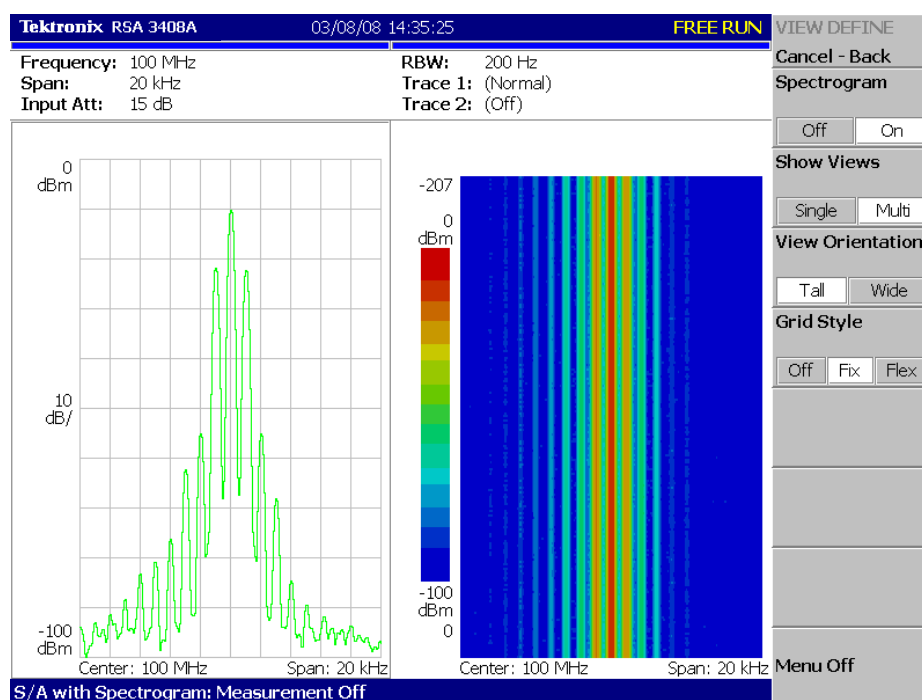 Tektronix RSA 3408A 03/08/08 14:35:25 FREE RUN
Frequency: 100 MHz
Span: 20 kHz
Input Att: 15 dB
RBW: 200 Hz
Trace 1: (Normal)
Trace 2: (Off)
0
dBm
10
dB/
-100
dBm
Center: 100 MHz Span: 20 kHz
-207
0
dBm
-100
dBm
0
Center: 100 MHz Span: 20 kHz
S/A with Spectrogram: Measurement Off
VIEW DEFINE
Cancel - Back
Spectrogram
Off On
Show Views
Single Multi
View Orientation
Tall Wide
Grid Style
Off Fix Flex
Menu Off